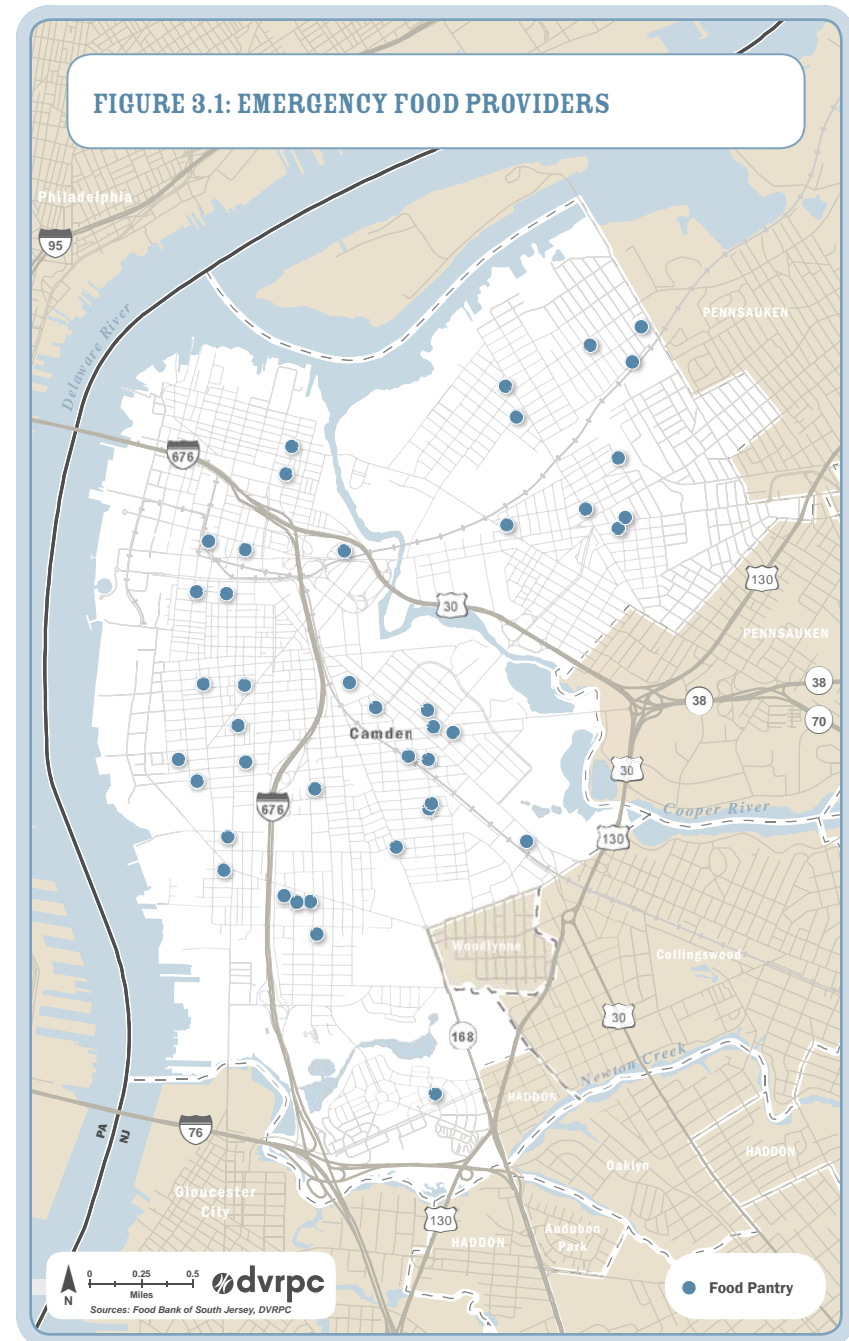 FIGURE 3.1: EMERGENCY FOOD PROVIDERS
Philadelphia
95
Delaware River
PENNSAUKEN
676
130
30
PENNSAUKEN
38
38
70
Camden
30
676
Cooper River
130
Woodlynne
Collingswood
30
168
Newton Creek
HADDON
PA
NJ
76
HADDON
Oaklyn
Gloucester
City
130
Audubon
Park
HADDON
0 0.25 0.5
Miles
N
dvrpc
Sources: Food Bank of South Jersey, DVRPC
Food Pantry